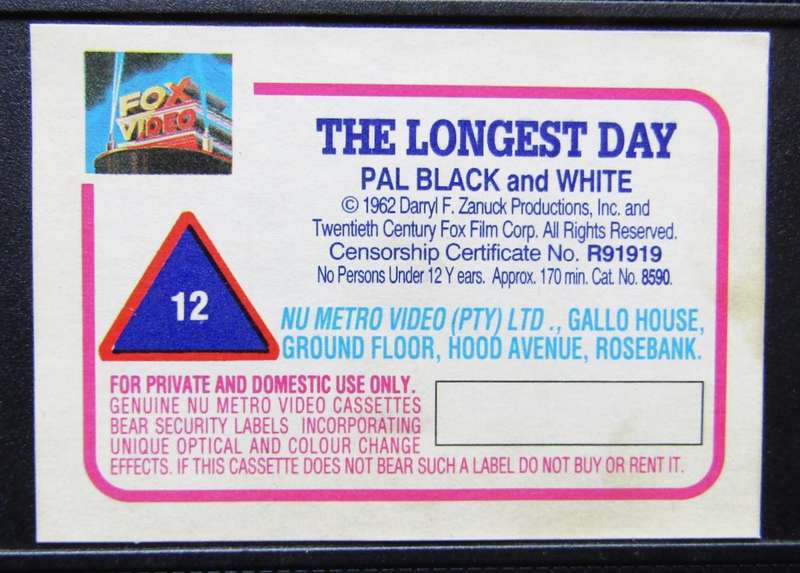 FOX
VIDEO
THE LONGEST DAY
PAL BLACK and WHITE
© 1962 Darryl F. Zanuck Productions, Inc. and
Twentieth Century Fox Film Corp. All Rights Reserved.
Censorship Certificate No. R91919
No Persons Under 12 Y ears. Approx. 170 min. Cat. No. 8590.
12
NU METRO VIDEO (PTY) LTD ., GALLO HOUSE,
GROUND FLOOR, HOOD AVENUE, ROSEBANK.
FOR PRIVATE AND DOMESTIC USE ONLY.
GENUINE NU METRO VIDEO CASSETTES
BEAR SECURITY LABELS INCORPORATING
UNIQUE OPTICAL AND COLOUR CHANGE
EFFECTS. IF THIS CASSETTE DOES NOT BEAR SUCH A LABEL DO NOT BUY OR RENT IT.